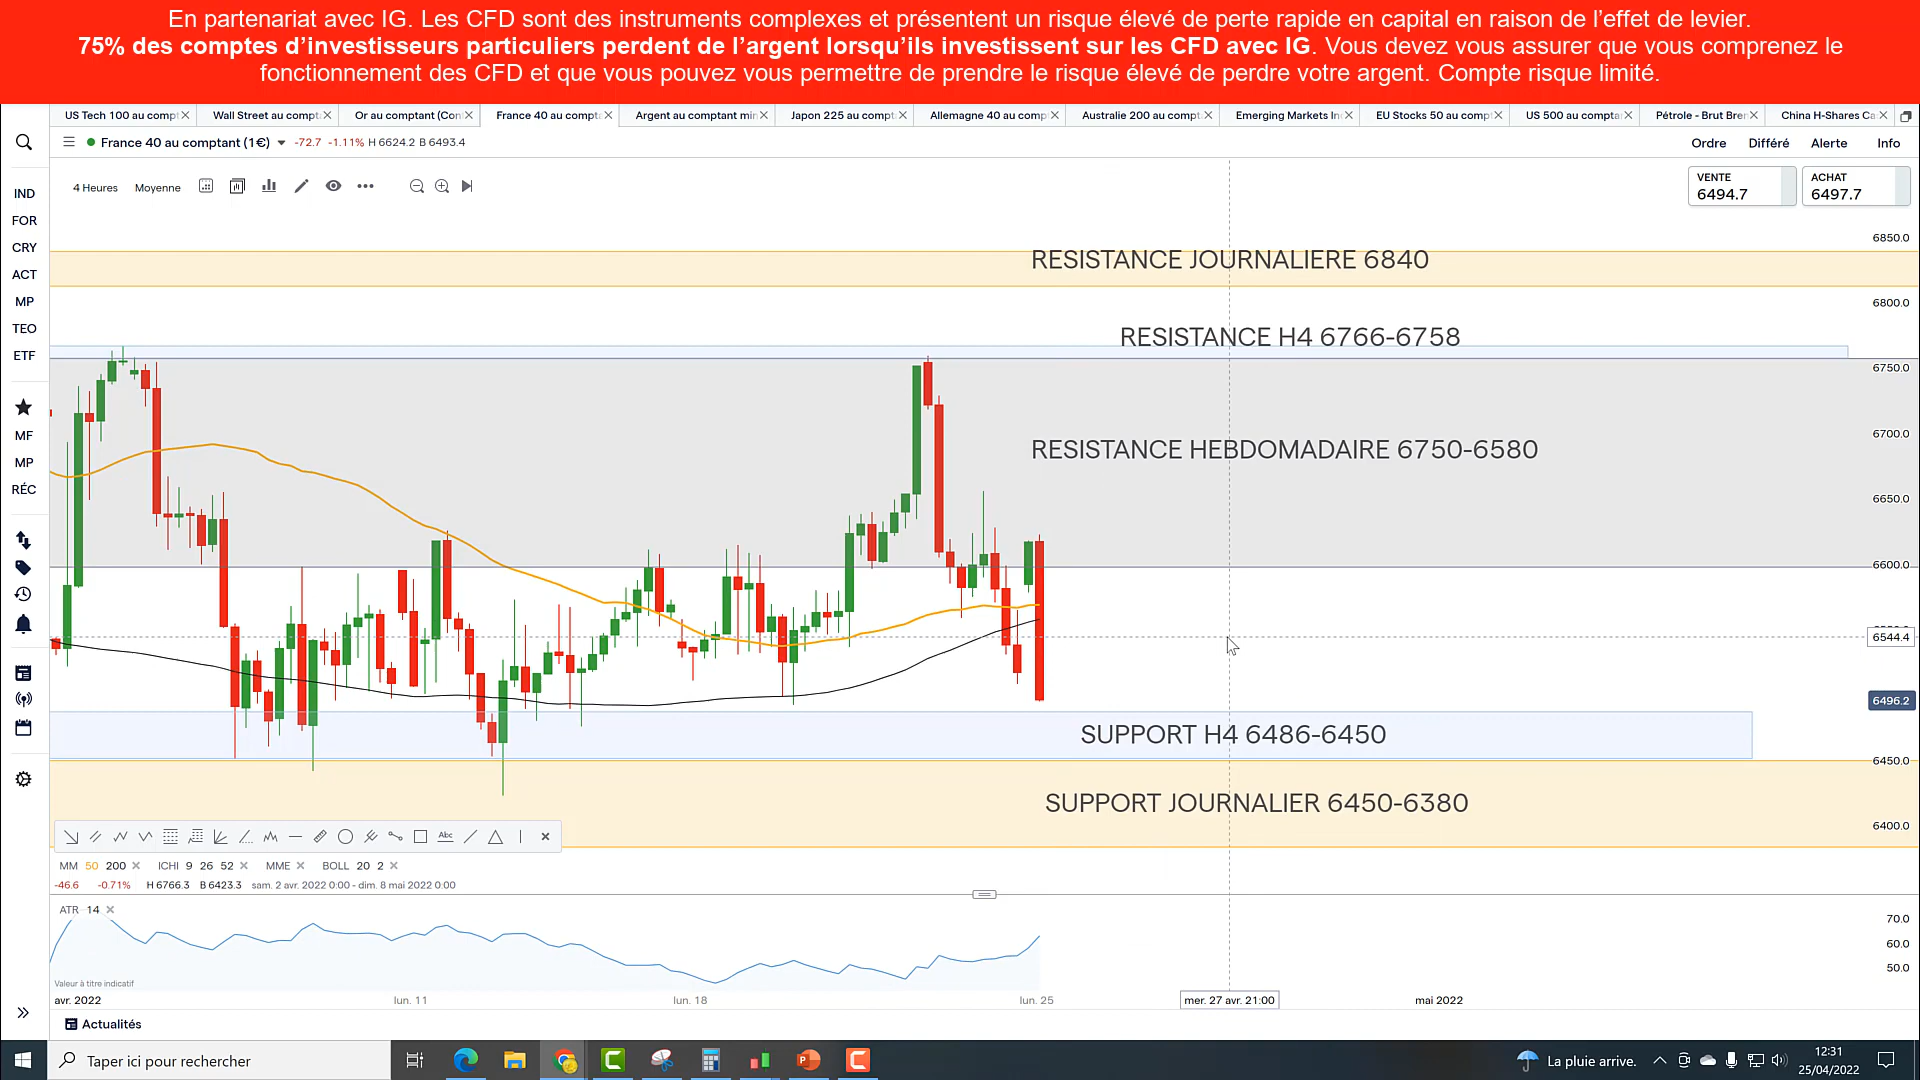 En partenariat avec IG. Les CFD sont des instruments complexes et présentent un risque élevé de perte rapide en capital en raison de l’effet de levier.
75% des comptes d’investisseurs particuliers perdent de l’argent lorsqu’ils investissent sur les CFD avec IG. Vous devez vous assurer que vous comprenez le
fonctionnement des CFD et que vous pouvez vous permettre de prendre le risque élevé de perdre votre argent. Compte risque limité.
US Tech 100 au compt Wall Street au compt Or au comptant (Con France 40 au compt Argent au comptant min Japon 225 au compt Allemagne 40 au comp Australie 200 au compt Emerging Markets In EU Stocks 50 au comp US 500 au comptan Pétrole - Brut Bre China H-Shares Ca
France 40 au comptant (1€) -72.7 -1.11% H 6624.2 B 6493.4
Ordre Différé Alerte Info
4 Heures Moyenne
VENTE
6494.7
ACHAT
6497.7
IND
FOR
CRY
ACT
MP
TEO
ETF
MF
MP
RÉC
RESISTANCE JOURNALIERE 6840
RESISTANCE H4 6766-6758
RESISTANCE HEBDOMADAIRE 6750-6580
SUPPORT H4 6486-6450
SUPPORT JOURNALIER 6450-6380
6850.0
6800.0
6750.0
6700.0
6650.0
6600.0
6544.4
6496.2
6450.0
6400.0
Abc
MM 50 200 ICHI 9 26 52 MME BOLL 20 2
-46.6 -0.71% H 6766.3 B 6423.3 sam. 2 avr. 2022 0:00 - dim. 8 mai 2022 0:00
ATR 14
70.0
60.0
50.0
Valeur à titre indicatif
avr. 2022 lun. 11 lun. 18 lun. 25 mer. 27 avr. 21:00 mai 2022
Actualités
Taper ici pour rechercher
La pluie arrive.
12:31
25/04/2022